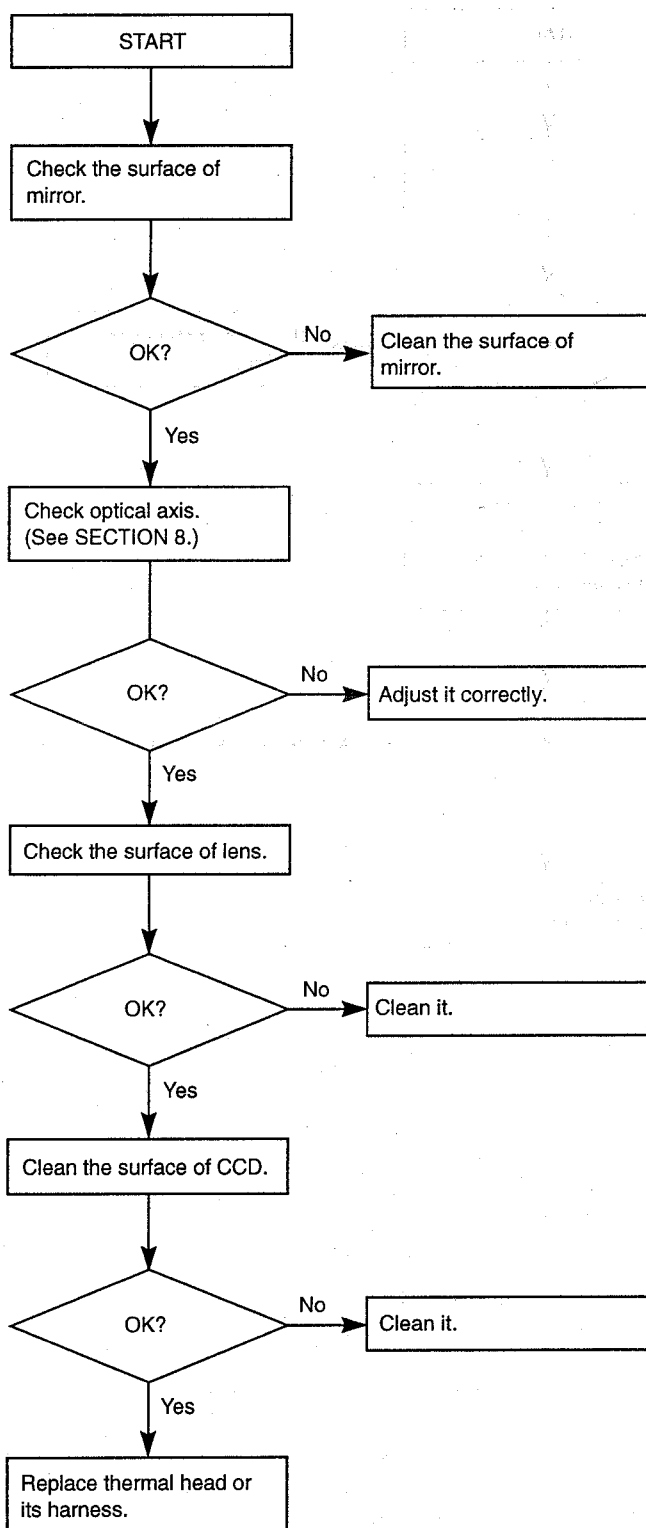 START
Check the surface of
mirror.
OK?
No
Clean the surface of
mirror.
Yes
Check optical axis.
(See SECTION 8.)
OK?
No
Adjust it correctly.
Yes
Check the surface of lens.
OK?
No
Clean it.
Yes
Clean the surface of CCD.
OK?
No
Clean it.
Yes
Replace thermal head or
its harness.